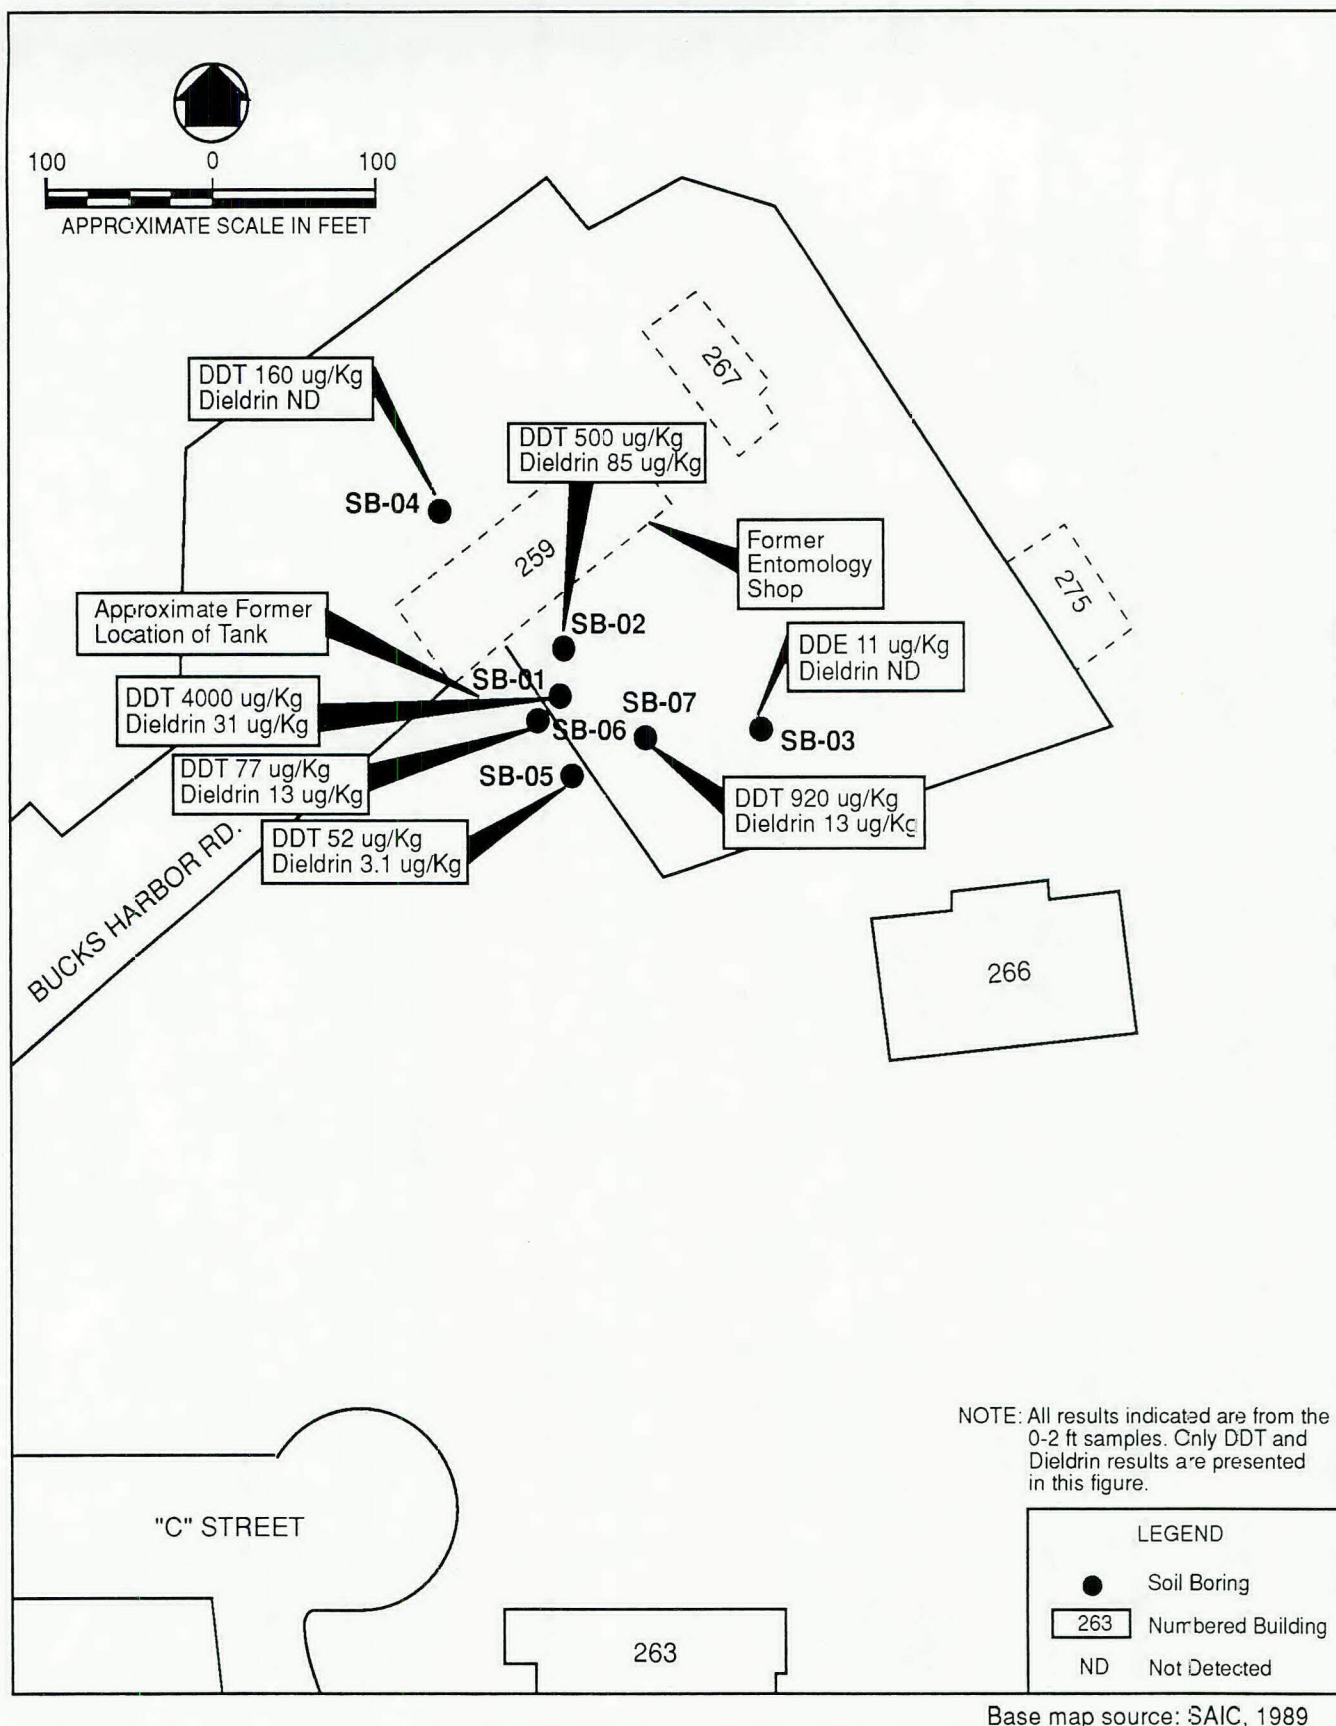 100 0 100
APPROXIMATE SCALE IN FEET
267
DDT 160 ug/Kg
Dieldrin ND
DDT 500 ug/Kg
Dieldrin 85 ug/Kg
SB-04
259
Former
Entomology
Shop
275
Approximate Former
Location of Tank
SB-02
DDE 11 ug/Kg
Dieldrin ND
SB-01
DDT 4000 ug/Kg
Dieldrin 31 ug/Kg
SB-07
SB-06
SB-03
DDT 77 ug/Kg
Dieldrin 13 ug/Kg
SB-05
DDT 920 ug/Kg
Dieldrin 13 ug/Kg
DDT 52 ug/Kg
Dieldrin 3.1 ug/Kg
BUCKS HARBOR RD.
266
NOTE: All results indicated are from the
0-2 ft samples. Only DDT and
Dieldrin results are presented
in this figure.
"C" STREET
LEGEND
Soil Boring
263 Numbered Building
ND Not Detected
263
Base map source: SAIC, 1989